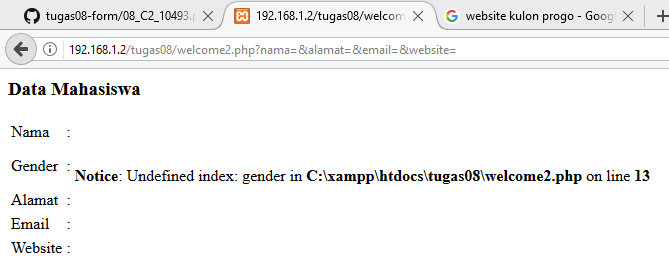 tugas08-form/08_C2_10493.p
192.168.1.2/tugas08/welcom
website kulon progo - Goog
192.168.1.2/tugas08/welcome2.php?nama=&alamat=&email=&website=
Data Mahasiswa
Nama :
Gender : Notice: Undefined index: gender in C:\xampp\htdocs\tugas08\welcome2.php on line 13
Alamat :
Email :
Website :